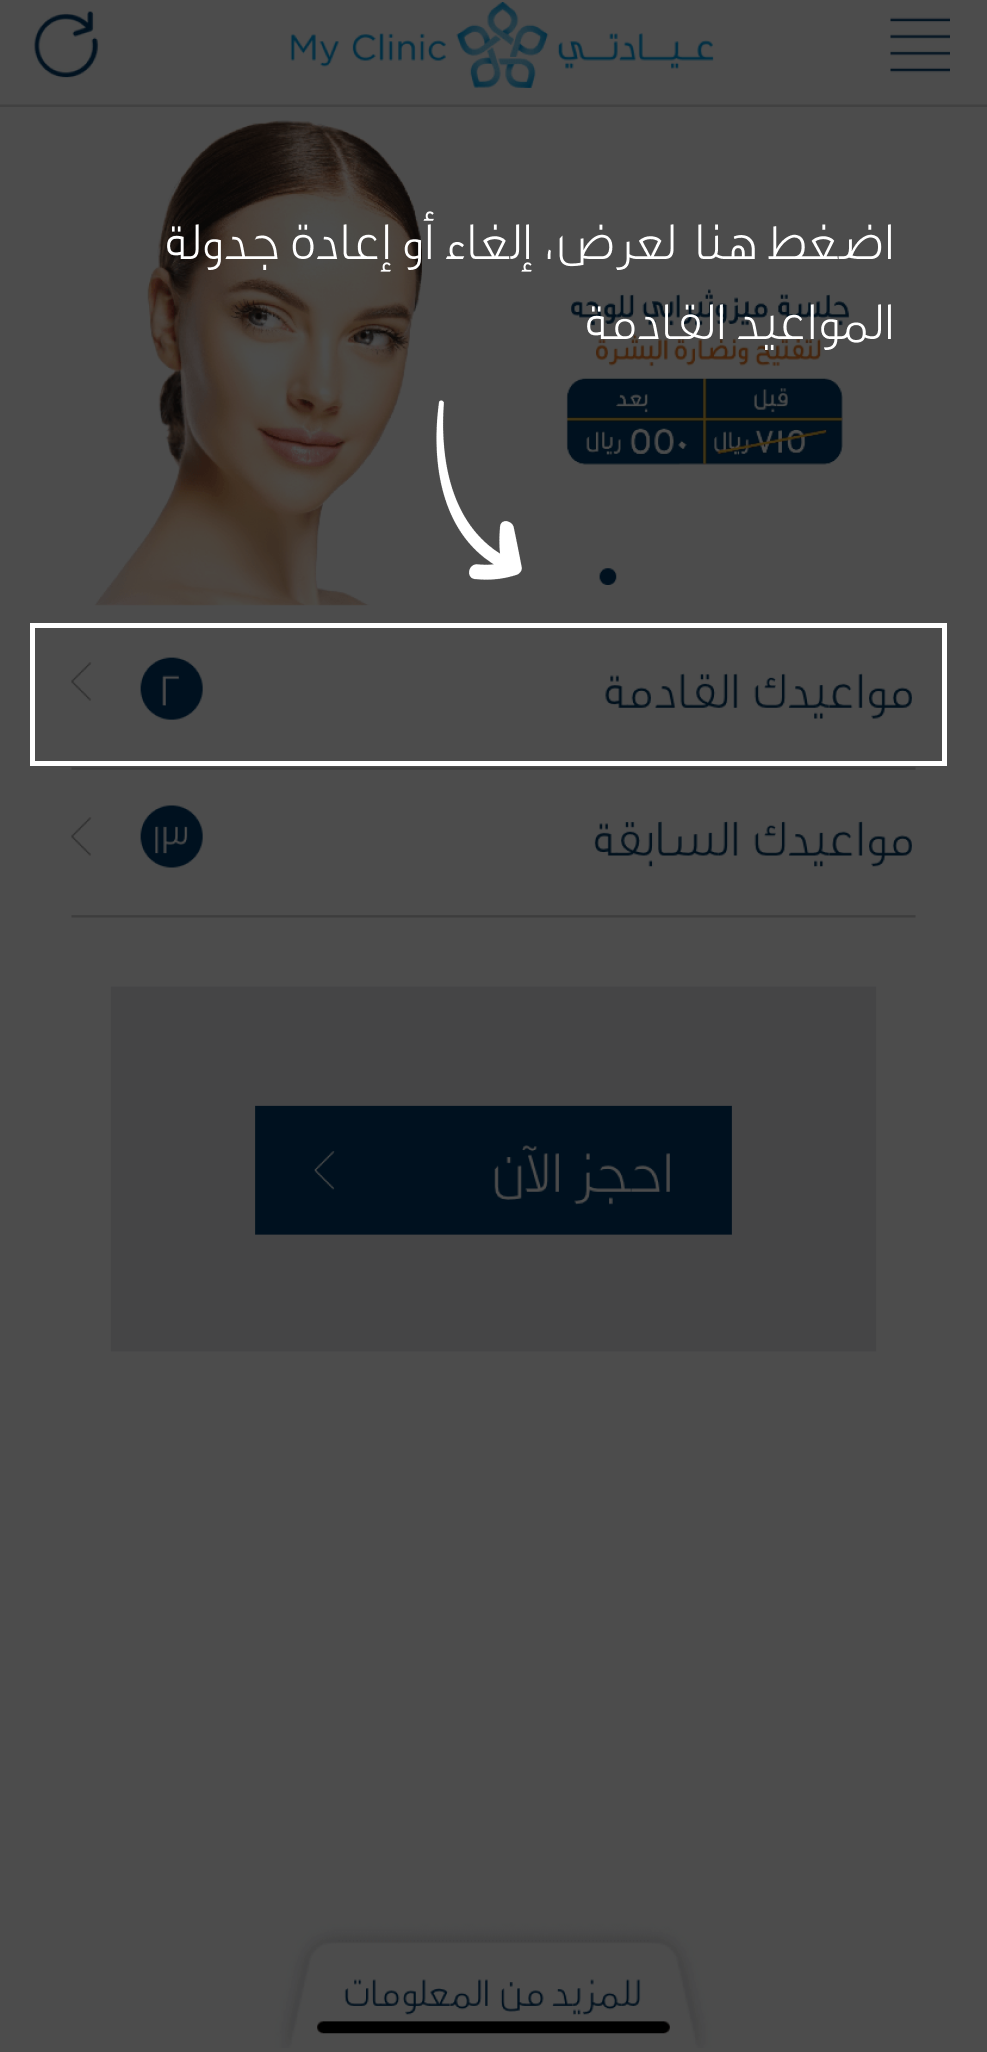 My Clinic عيادتي
اضغط هنا لعرض، إلغاء أو إعادة جدولة
المواعيد القادمة
جلسة ميزوثيرابي للوجه
لتفتيح ونضارة البشرة
قبل بعد
٧١٥ ريال ٥٥٠ ريال
مواعيدك القادمة ٢
مواعيدك السابقة ١٣
احجز الآن
للمزيد من المعلومات